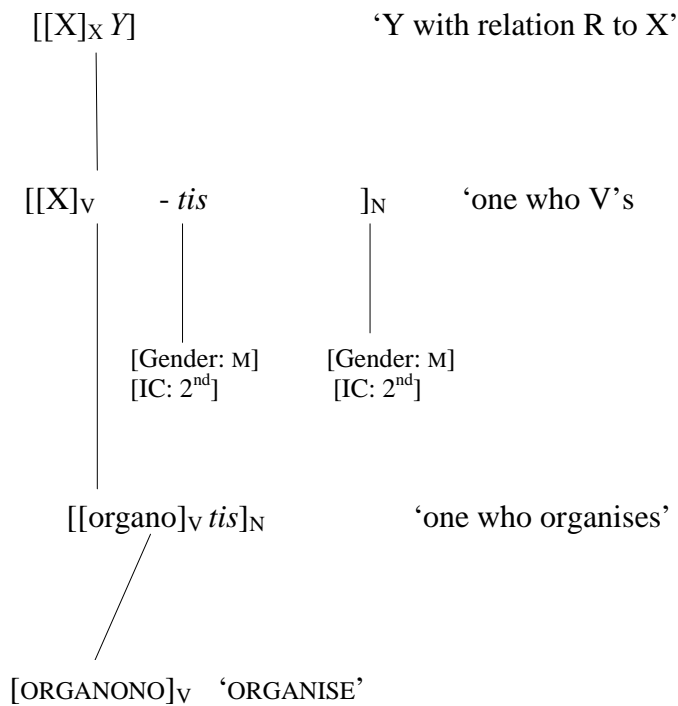 [[X]X Y] ‘Y with relation R to X’
[[X]V - tis ]N ‘one who V’s
[Gender: M] [Gender: M]
[IC: 2nd] [IC: 2nd]
[[organo]V tis]N ‘one who organises’
[ORGANONO]V ‘ORGANISE’